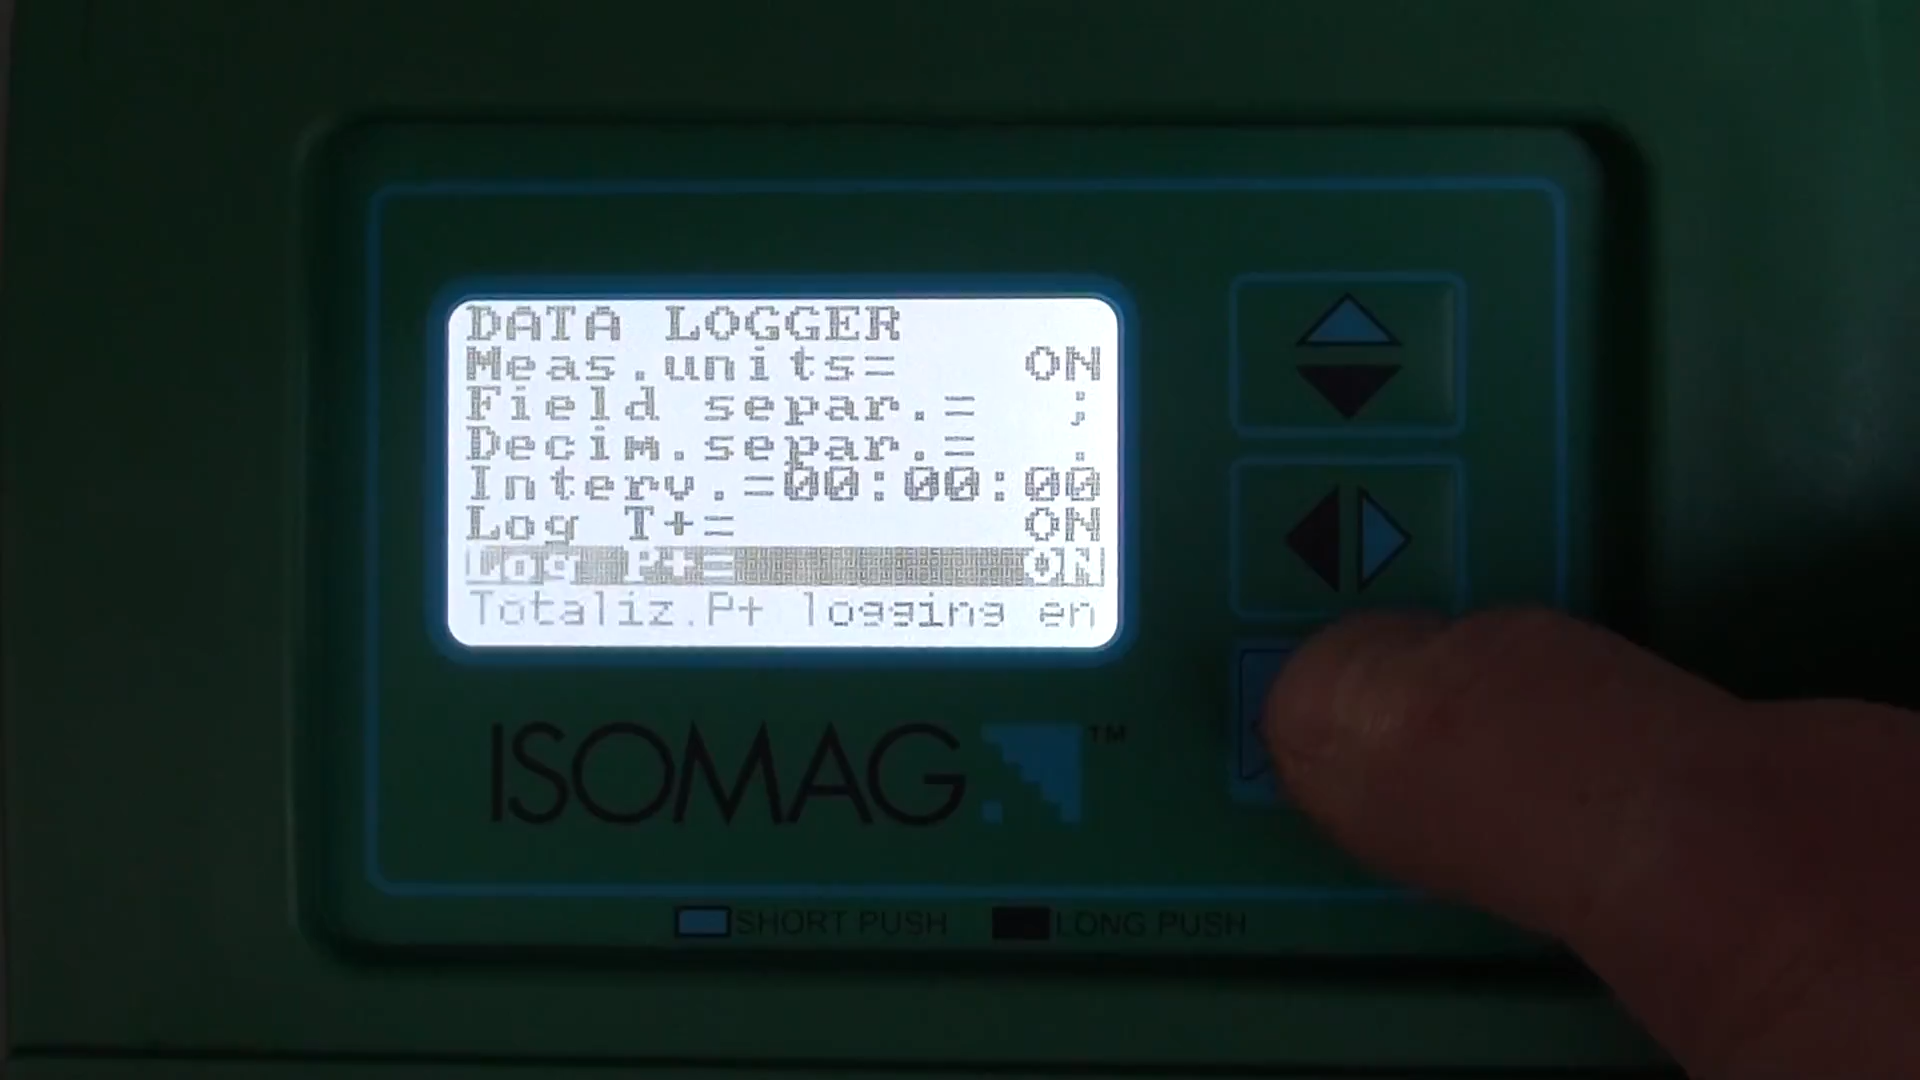 DATA LOGGER
Meas.units= ON
Field separ.= ;
Decim.separ.= .
Interv.=00:00:00
Log T+= ON
Log P+= ON
Totaliz.P+ logging en
ISOMAG ™
SHORT PUSH LONG PUSH